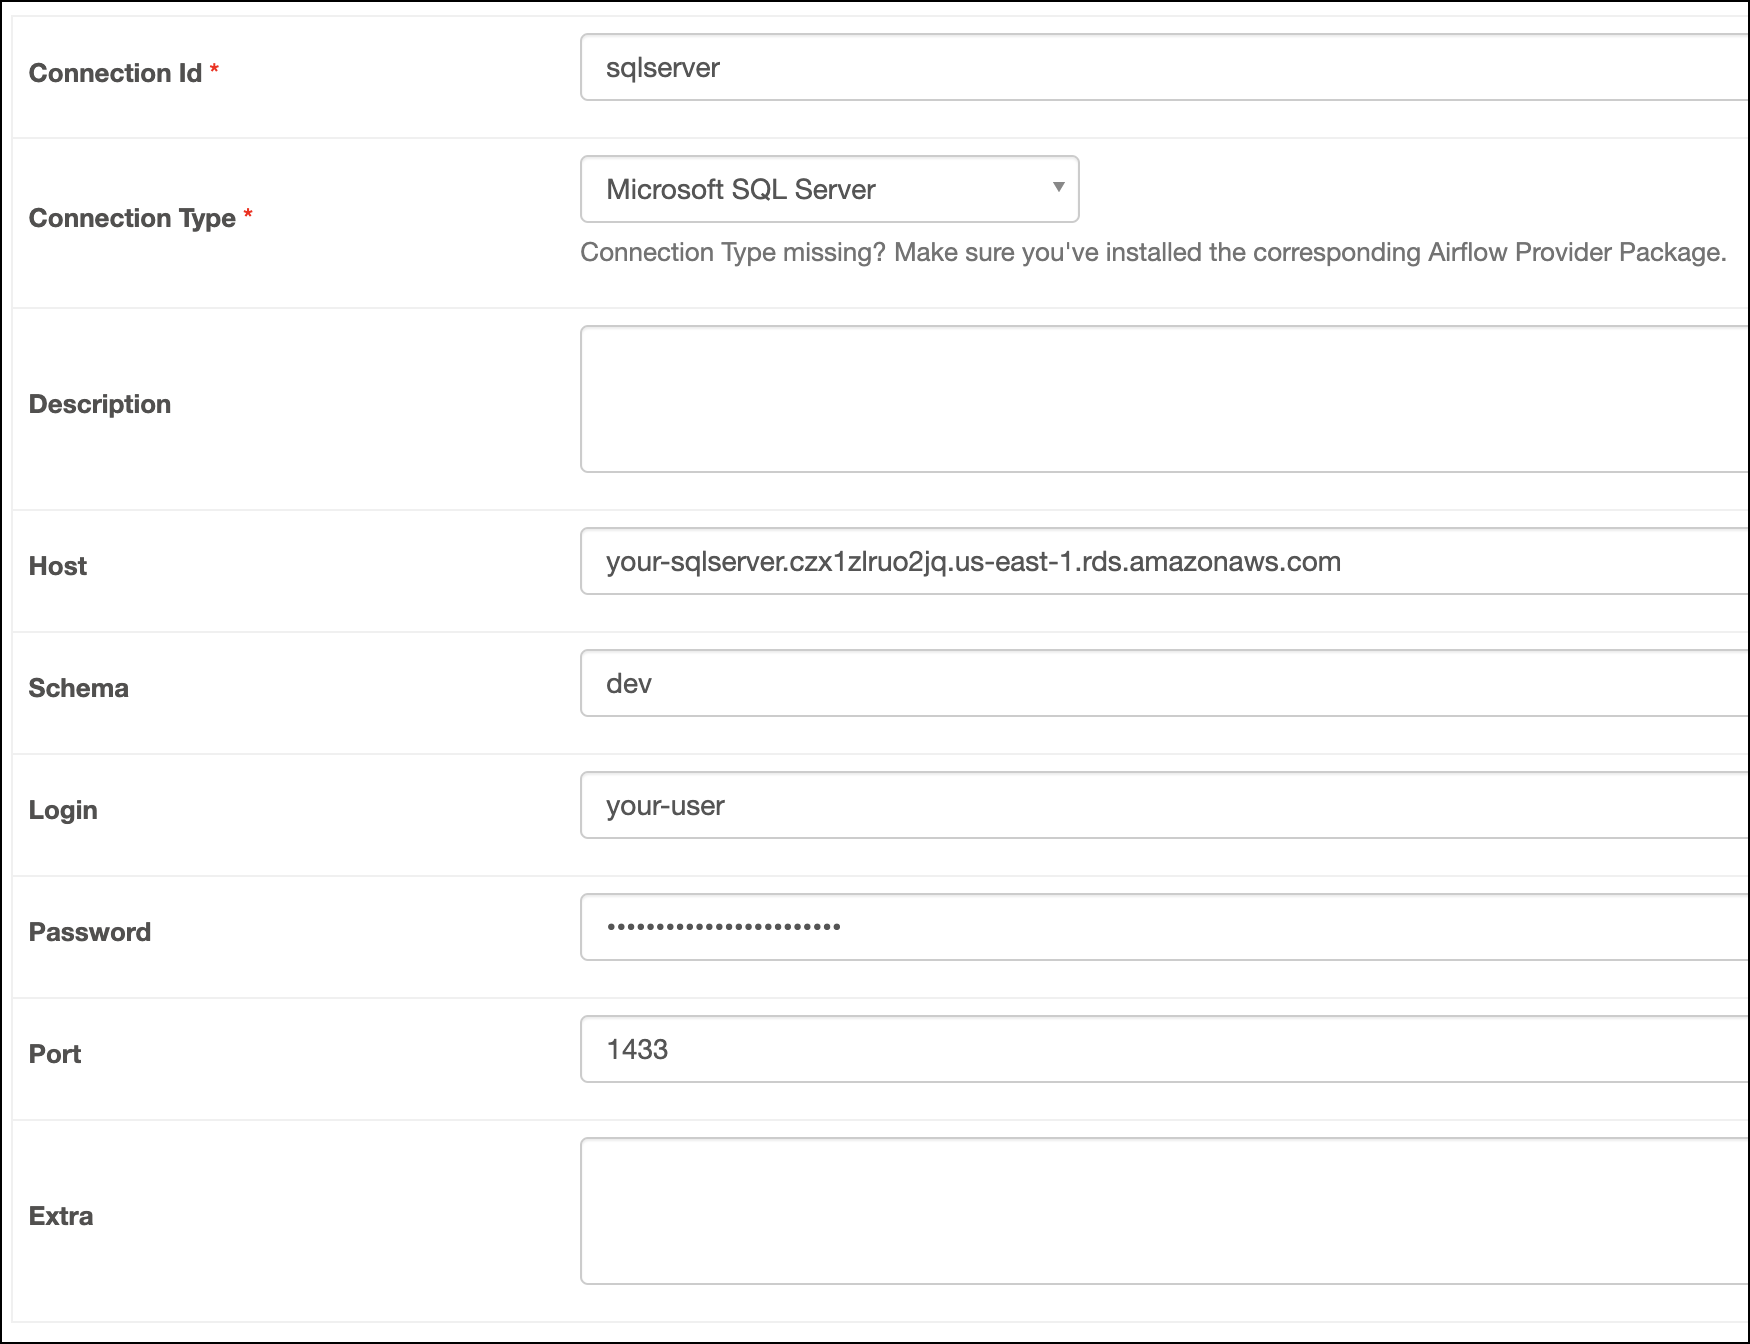 Connection Id *
sqlserver
Connection Type *
Microsoft SQL Server
Connection Type missing? Make sure you've installed the corresponding Airflow Provider Package.
Description
Host
your-sqlserver.czx1zlruo2jq.us-east-1.rds.amazonaws.com
Schema
dev
Login
your-user
Password
••••••••••••••••••••••••
Port
1433
Extra